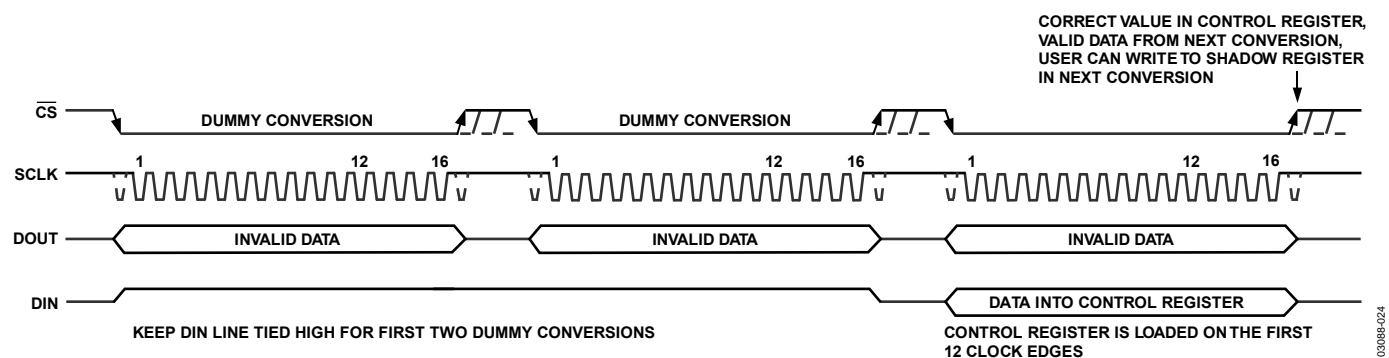 CORRECT VALUE IN CONTROL REGISTER,
VALID DATA FROM NEXT CONVERSION,
USER CAN WRITE TO SHADOW REGISTER
IN NEXT CONVERSION
CS
DUMMY CONVERSION
DUMMY CONVERSION
SCLK
1 12 16 1 12 16 1 12 16
DOUT
INVALID DATA
INVALID DATA
INVALID DATA
DIN
DATA INTO CONTROL REGISTER
KEEP DIN LINE TIED HIGH FOR FIRST TWO DUMMY CONVERSIONS
CONTROL REGISTER IS LOADED ON THE FIRST
12 CLOCK EDGES
03088-024